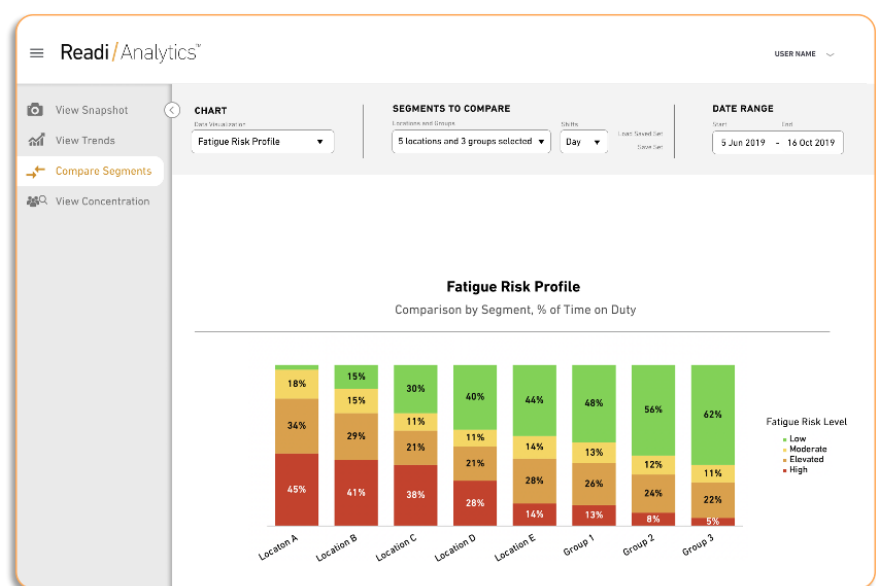 Readi/Analytics™
USER NAME
View Snapshot
View Trends
Compare Segments
View Concentration
CHART
Data Visualization
Fatigue Risk Profile
SEGMENTS TO COMPARE
Locations and Groups
5 locations and 3 groups selected
Shifts
Day
Load Saved Set
Save Set
DATE RANGE
Start End
5 Jun 2019 - 16 Oct 2019
Fatigue Risk Profile
Comparison by Segment, % of Time on Duty
18% 34% 45%
15% 15% 29% 41%
30% 11% 21% 38%
40% 11% 21% 28%
44% 14% 28% 14%
48% 13% 26% 13%
56% 12% 24% 8%
62% 11% 22% 5%
Locaton A
Location B
Location C
Location D
Location E
Group 1
Group 2
Group 3
Fatigue Risk Level
Low
Moderate
Elevated
High